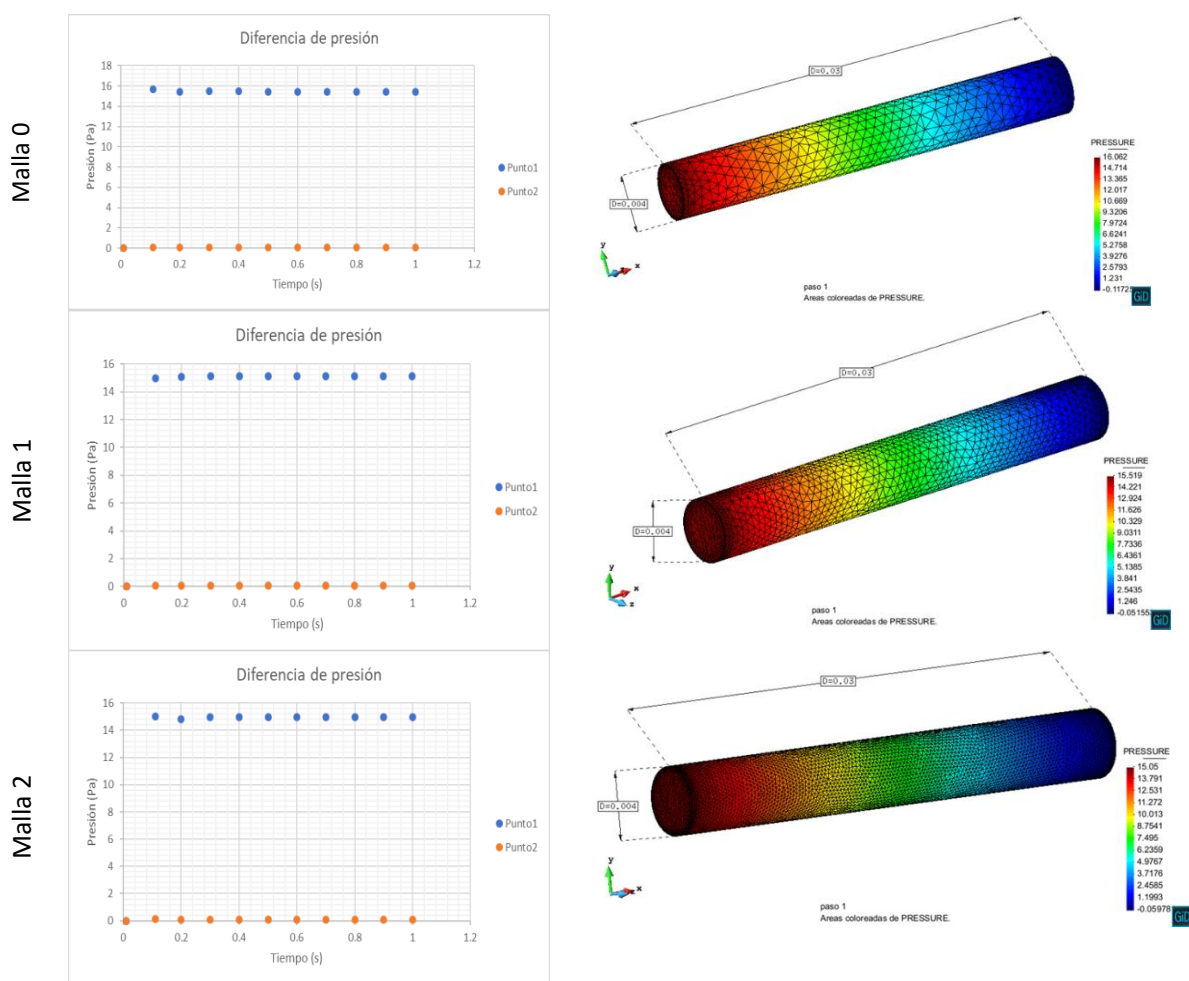 Malla 0
Diferencia de presión
Presión (Pa)
18
16
14
12
10
8
6
4
2
0
0 0.2 0.4 0.6 0.8 1 1.2
Tiempo (s)
Punto1
Punto2
D=0.03
D=0.004
y
x
PRESSURE
16.062
14.714
13.365
12.017
10.669
9.3206
7.9724
6.6241
5.2758
3.9276
2.5793
1.231
-0.11725
GiD
paso 1
Areas coloreadas de PRESSURE.
Malla 1
Diferencia de presión
Presión (Pa)
16
14
12
10
8
6
4
2
0
0 0.2 0.4 0.6 0.8 1 1.2
Tiempo (s)
Punto1
Punto2
D=0.03
D=0.004
y
x
z
PRESSURE
15.519
14.221
12.924
11.626
10.329
9.0311
7.7336
6.4361
5.1385
3.841
2.5435
1.246
GiD
paso 1
Areas coloreadas de PRESSURE.
Malla 2
Diferencia de presión
Presión (Pa)
16
14
12
10
8
6
4
2
0
0 0.2 0.4 0.6 0.8 1 1.2
Tiempo (s)
Punto1
Punto2
D=0.03
D=0.004
y
x
PRESSURE
15.05
13.791
12.531
11.272
10.013
8.7541
7.495
6.2359
4.9767
3.7176
2.4585
1.1993
-0.05978
GiD
paso 1
Areas coloreadas de PRESSURE.